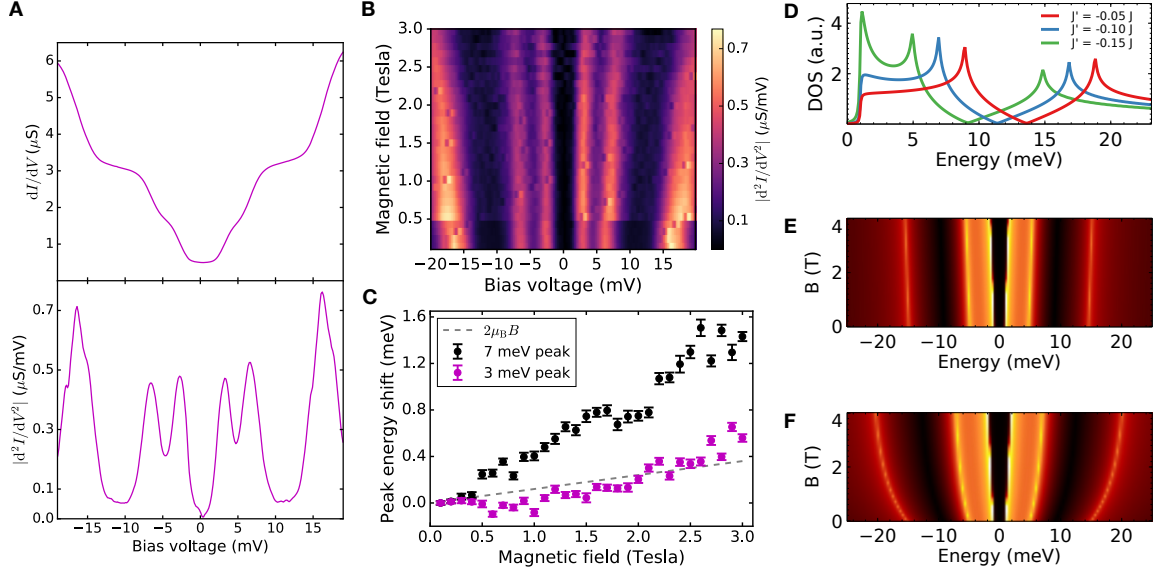 A
6
5
4
3
2
1
dI/dV (μS)
0.7
0.5
0.3
0.1
0.0
|d²I/dV²| (μS/mV)
−15
−10
−5
0
5
10
15
Bias voltage (mV)
B
3.0
2.5
2.0
1.5
1.0
0.5
Magnetic field (Tesla)
−20
−15
−10
−5
0
5
10
15
Bias voltage (mV)
0.7
0.5
0.3
0.1
|d²I/dV²| (μS/mV)
C
1.6
1.2
0.8
0.4
0.0
Peak energy shift (meV)
2μ_B B
7 meV peak
3 meV peak
0.0
0.5
1.0
1.5
2.0
2.5
3.0
Magnetic field (Tesla)
D
4
2
0
DOS (a.u.)
J' = -0.05 J
J' = -0.10 J
J' = -0.15 J
0
5
10
15
20
Energy (meV)
E
4
2
0
B (T)
−20
−10
0
10
20
Energy (meV)
F
4
2
0
B (T)
−20
−10
0
10
20
Energy (meV)